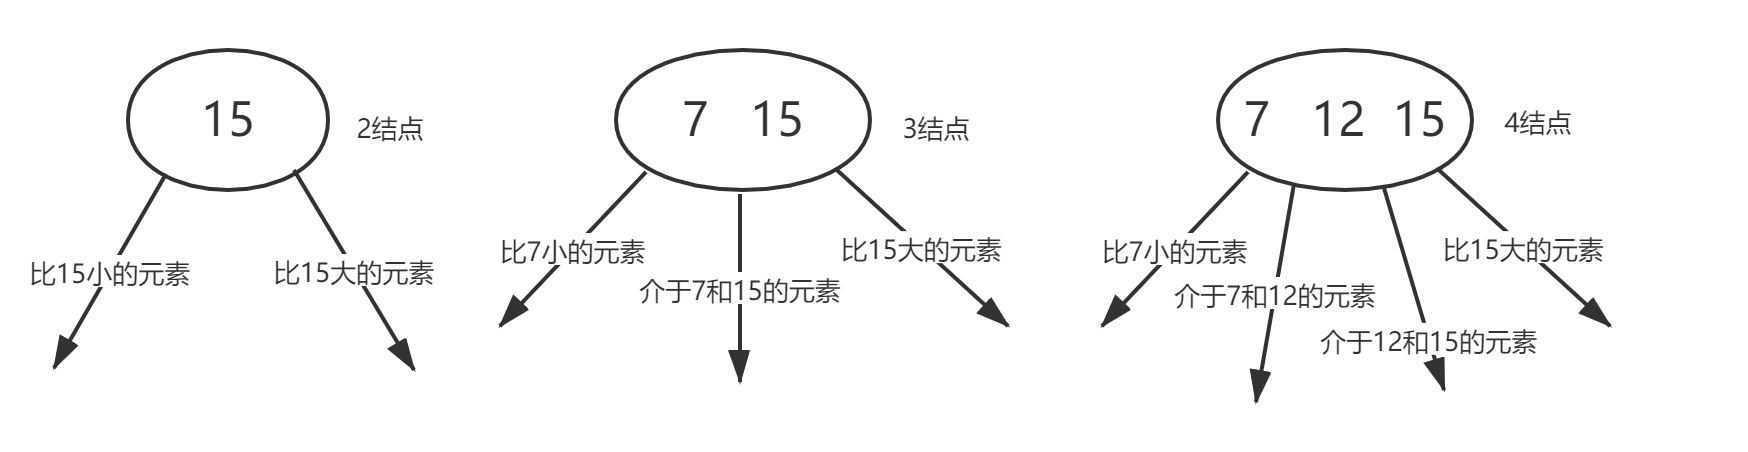 15
2结点
比15小的元素
比15大的元素
7 15
3结点
比7小的元素
介于7和15的元素
比15大的元素
7 12 15
4结点
比7小的元素
介于7和12的元素
介于12和15的元素
比15大的元素